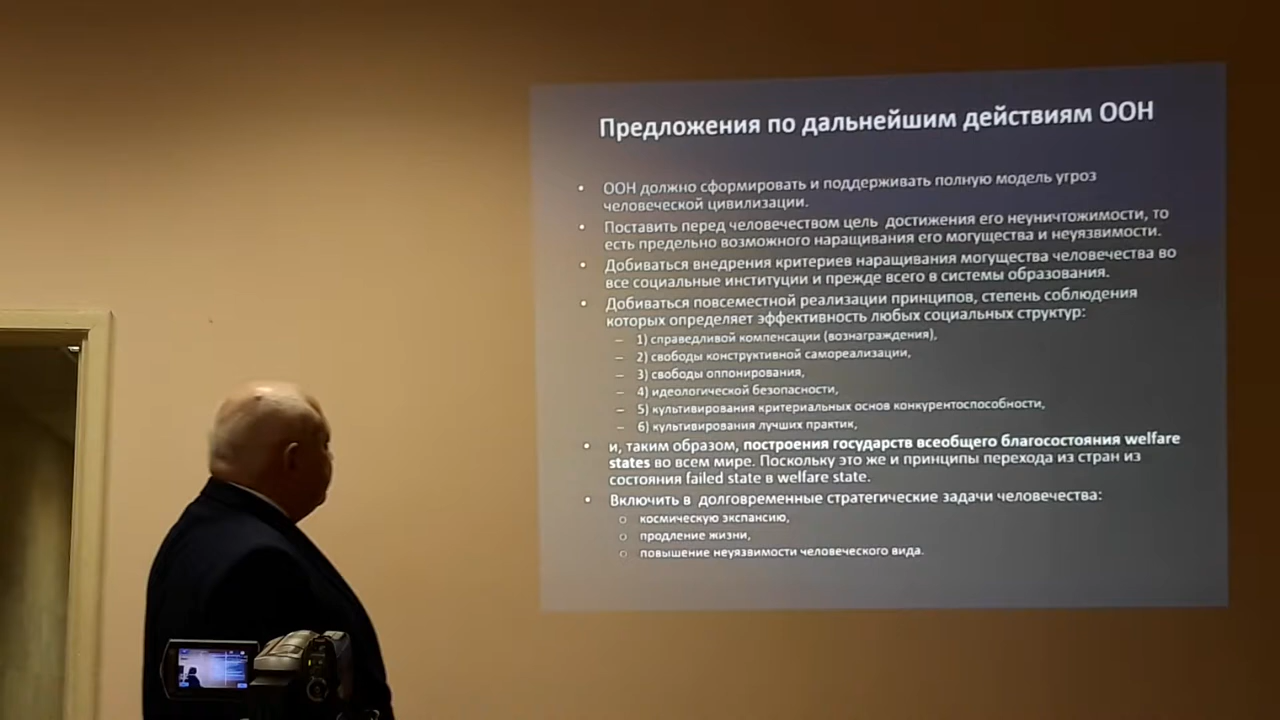 Предложения по дальнейшим действиям ООН
• ООН должно сформировать и поддерживать полную модель угроз
человеческой цивилизации.
• Поставить перед человечеством цель достижения его неуничтожимости, то
есть предельно возможного наращивания его могущества и неуязвимости.
• Добиваться внедрения критериев наращивания могущества человечества во
все социальные институции и прежде всего в системы образования.
• Добиваться повсеместной реализации принципов, степень соблюдения
которых определяет эффективность любых социальных структур:
– 1) справедливой компенсации (вознаграждения),
– 2) свободы конструктивной самореализации,
– 3) свободы оппонирования,
– 4) идеологической безопасности,
– 5) культивирования критериальных основ конкурентоспособности,
– 6) культивирования лучших практик,
• и, таким образом, построения государств всеобщего благосостояния welfare
states во всем мире. Поскольку это же и принципы перехода из стран из
состояния failed state в welfare state.
• Включить в долговременные стратегические задачи человечества:
○ космическую экспансию,
○ продление жизни,
○ повышение неуязвимости человеческого вида.